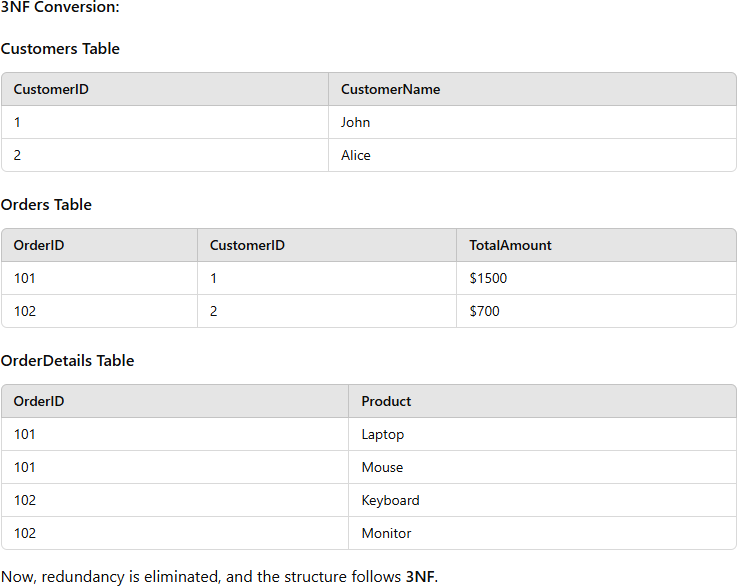 3NF Conversion:
Customers Table
CustomerID CustomerName
1 John
2 Alice
Orders Table
OrderID CustomerID TotalAmount
101 1 $1500
102 2 $700
OrderDetails Table
OrderID Product
101 Laptop
101 Mouse
102 Keyboard
102 Monitor
Now, redundancy is eliminated, and the structure follows 3NF.